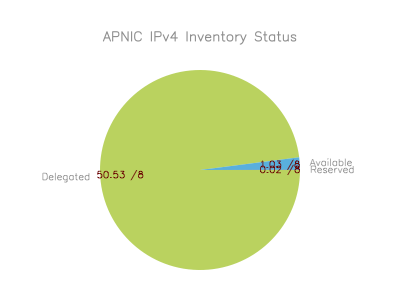 APNIC IPv4 Inventory Status
1.03 /8
Available
0.02 /8
Reserved
Delegated
50.53 /8